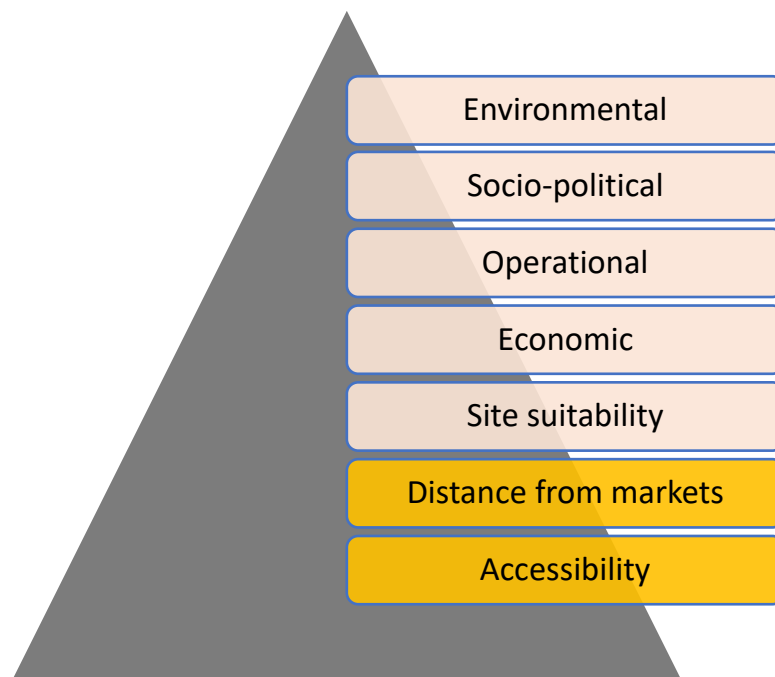 Environmental
Socio-political
Operational
Economic
Site suitability
Distance from markets
Accessibility